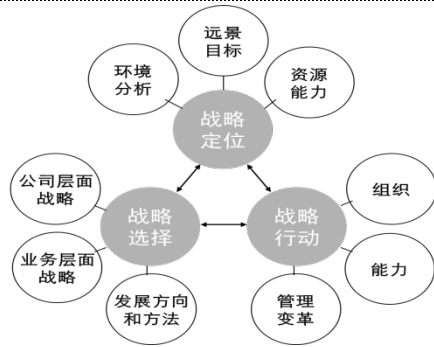 远景
目标
环境
分析
资源
能力
战略
定位
公司层面
战略
战略
选择
业务层面
战略
发展方向
和方法
战略
行动
组织
能力
管理
变革